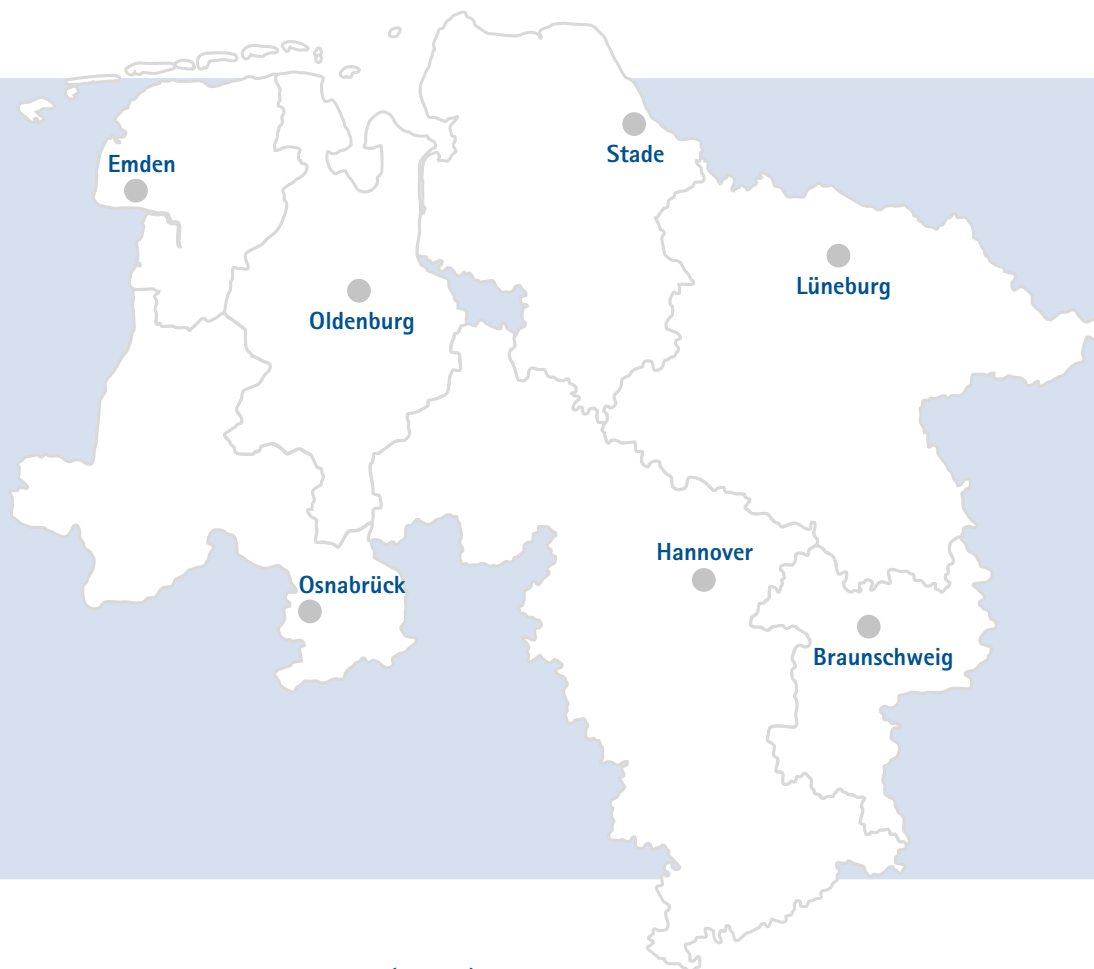 Stade
Emden
Lüneburg
Oldenburg
Hannover
Osnabrück
Braunschweig